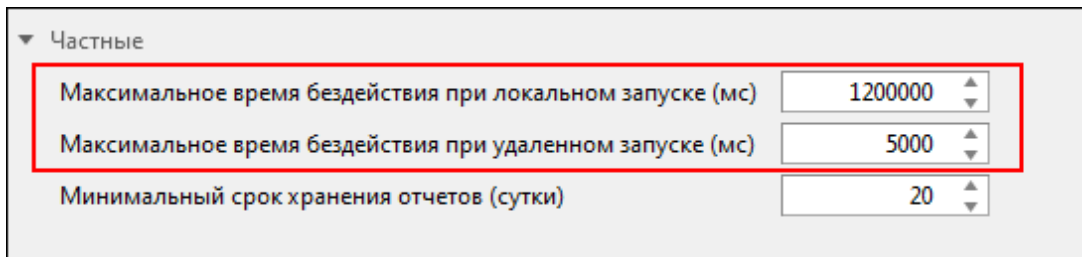 Частные
Максимальное время бездействия при локальном запуске (мс) 1200000
Максимальное время бездействия при удаленном запуске (мс) 5000
Минимальный срок хранения отчетов (сутки) 20